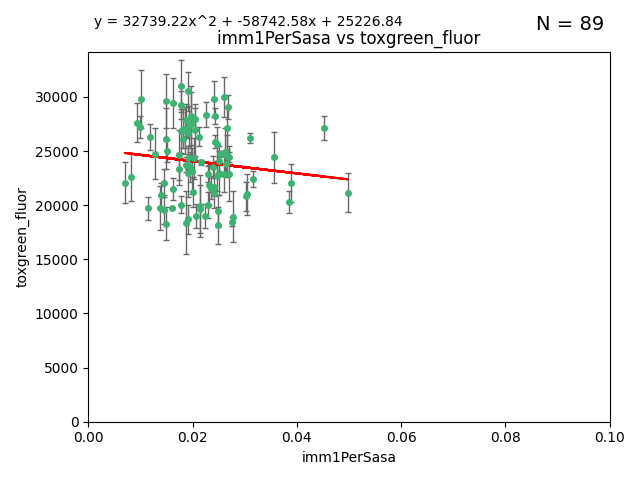 y = 32739.22x^2 + -58742.58x + 25226.84
N = 89
imm1PerSasa vs toxgreen_fluor
30000
25000
20000
15000
10000
5000
0
toxgreen_fluor
0.00 0.02 0.04 0.06 0.08 0.10
imm1PerSasa